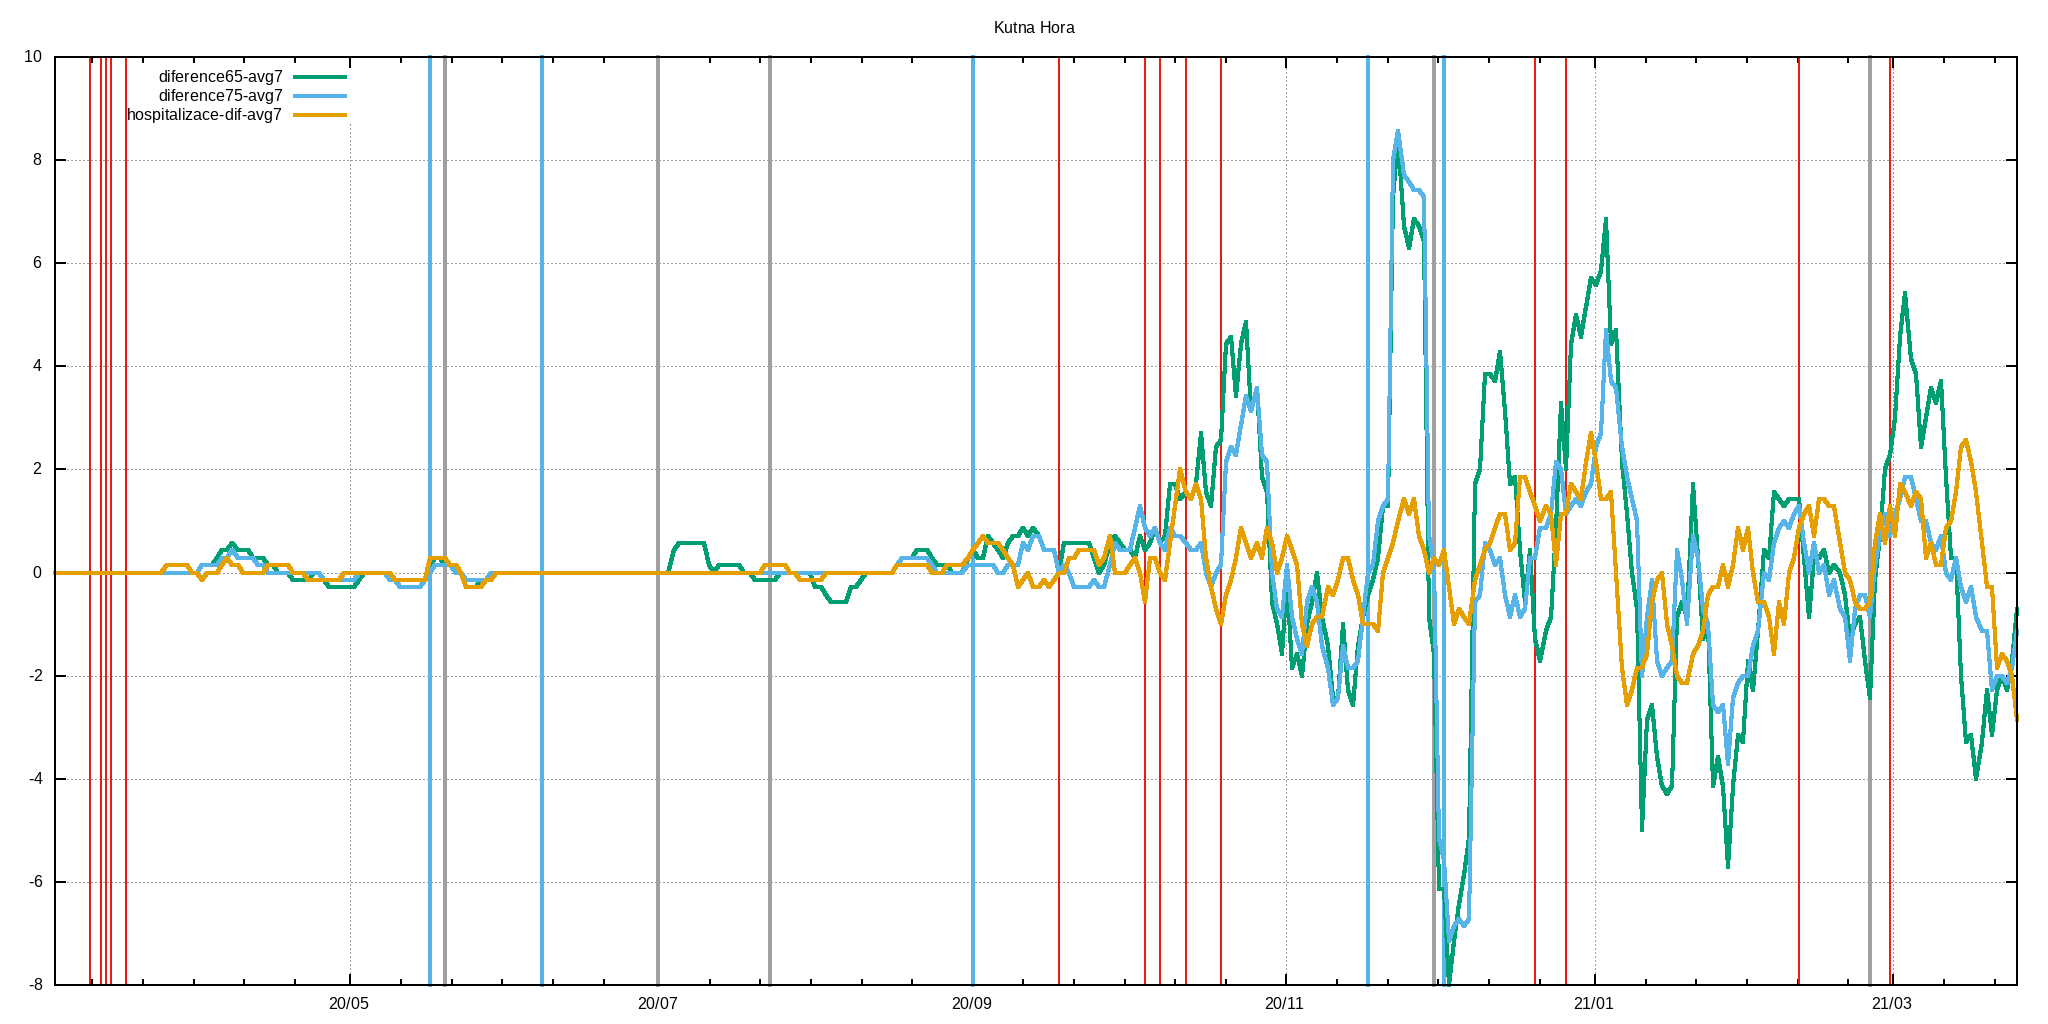 Kutna Hora
10
diference65-avg7
diference75-avg7
hospitalizace-dif-avg7
8
6
4
2
0
-2
-4
-6
-8
20/05 20/07 20/09 20/11 21/01 21/03